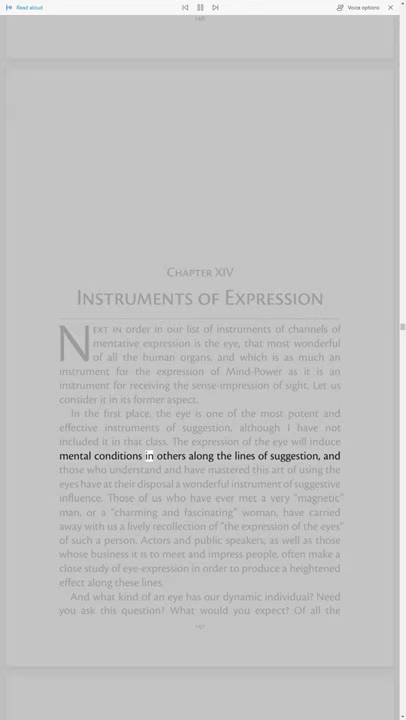 Read aloud
Voice options
CHAPTER XIV
INSTRUMENTS OF EXPRESSION
NEXT IN order in our list of instruments of channels of
mentative expression is the eye, that most wonderful
of all the human organs, and which is as much an
instrument for the expression of Mind-Power as it is an
instrument for receiving the sense-impression of sight. Let us
consider it in its former aspect.
In the first place, the eye is one of the most potent and
effective instruments of suggestion, although I have not
included it in that class. The expression of the eye will induce
mental conditions in others along the lines of suggestion, and
those who understand and have mastered this art of using the
eyes have at their disposal a wonderful instrument of suggestive
influence. Those of us who have ever met a very "magnetic"
man, or a "charming and fascinating" woman, have carried
away with us a lively recollection of "the expression of the eyes"
of such a person. Actors and public speakers, as well as those
whose business it is to meet and impress people, often make a
close study of eye-expression in order to produce a heightened
effect along these lines.
And what kind of an eye has our dynamic individual? Need
you ask this question? What would you expect? Of all the